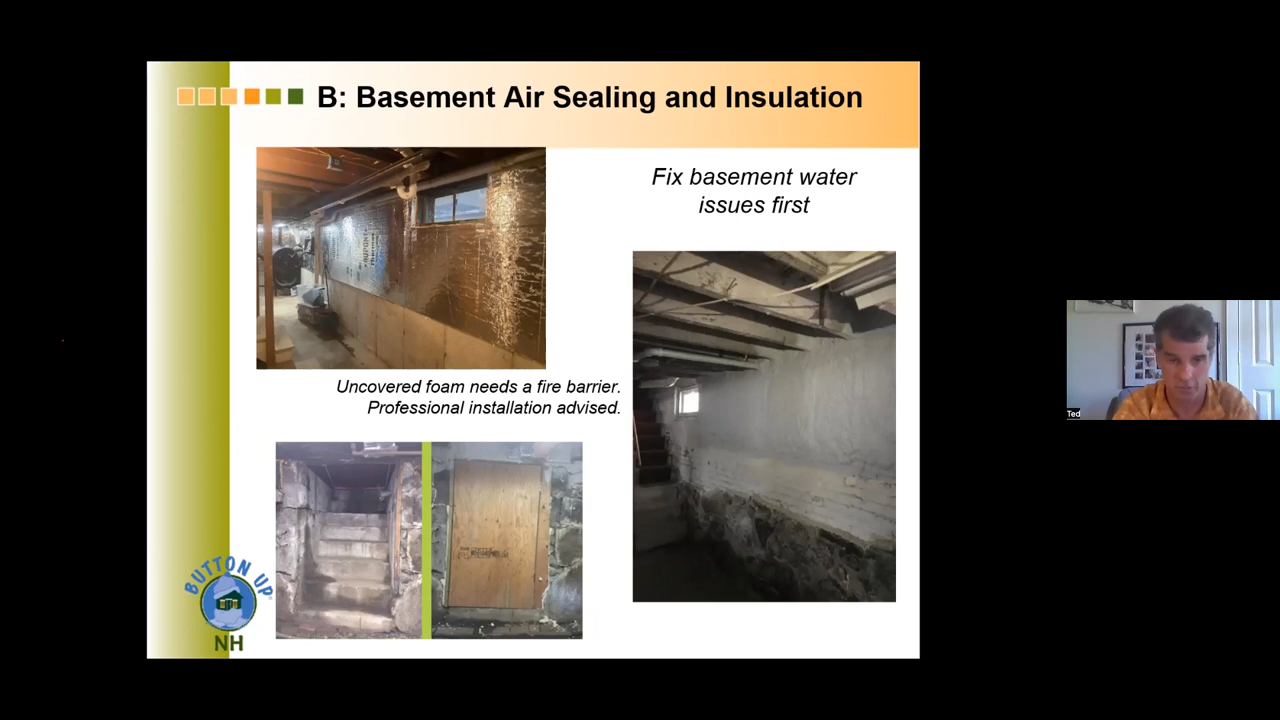 B: Basement Air Sealing and Insulation
Fix basement water
issues first
Uncovered foam needs a fire barrier.
Professional installation advised.
BUTTON UP
NH
Ted